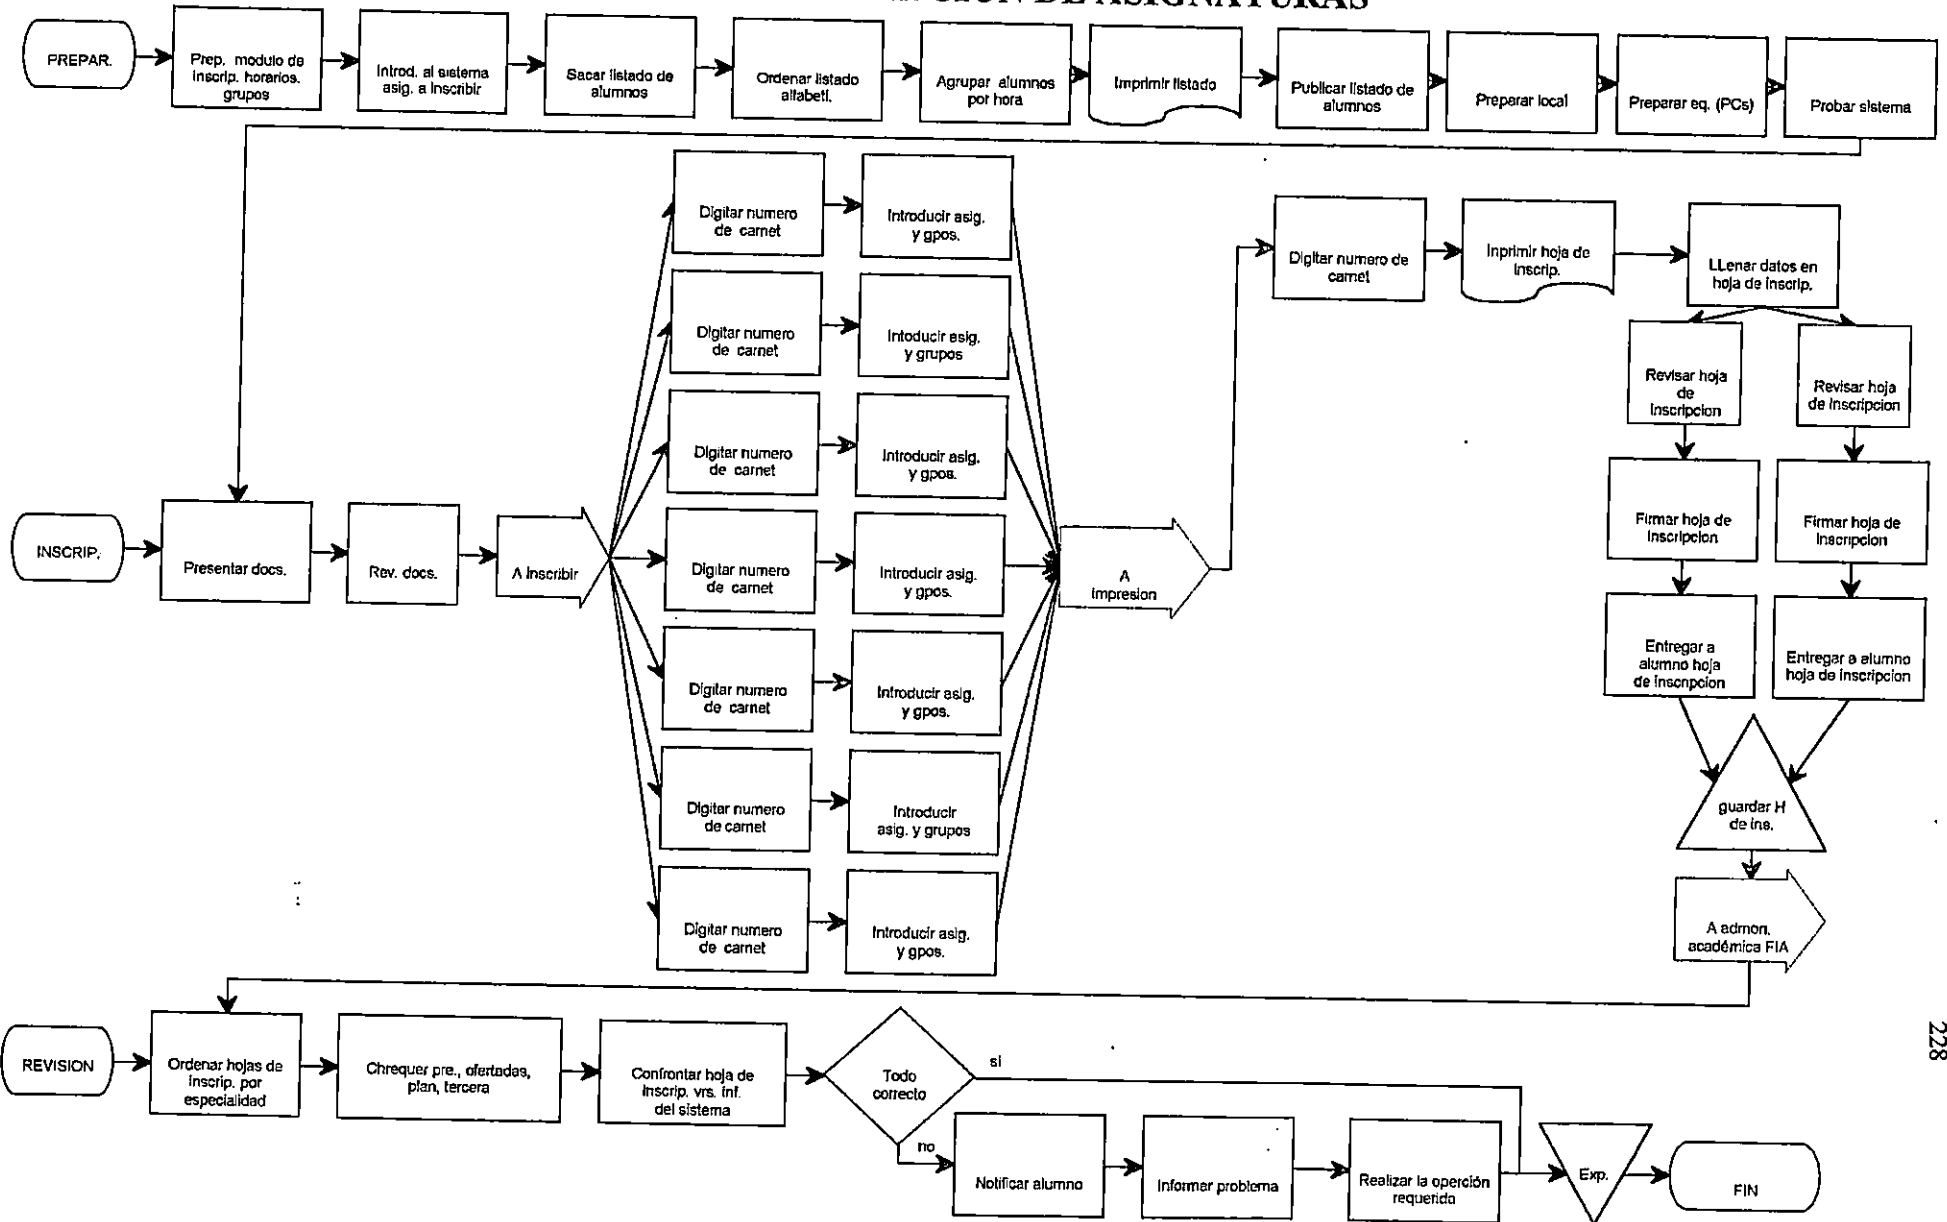 DE ASIGNATURAS
PREPAR.
Prep. modulo de
inscrip. horarios.
grupos
Introd. al sistema
asig. a inscribir
Sacar listado de
alumnos
Ordenar listado
alfabetí.
Agrupar alumnos
por hora
Imprimir listado
Publicar listado de
alumnos
Preparar local
Preparar eq. (PCs)
Probar sistema
Digitar numero
de carnet
Introducir asig.
y gpos.
Digitar numero
de carnet
Intoducir asig.
y grupos
Digitar numero
de carnet
Introducir asig.
y gpos.
INSCRIP.
Presentar docs.
Rev. docs.
A inscribir
Digitar numero
de carnet
Introducir asig.
y gpos.
Digitar numero
de carnet
Introducir asig.
y gpos.
Digitar numero
de carnet
Introducir
asig. y grupos
Digitar numero
de carnet
Introducir asig.
y gpos.
A
impresion
Digitar numero de
carnet
Inprimir hoja de
inscrip.
LLenar datos en
hoja de inscrip.
Revisar hoja
de
inscripcion
Revisar hoja
de inscripcion
Firmar hoja de
inscripcion
Firmar hoja de
inscripcion
Entregar a
alumno hoja
de inscripcion
Entregar a alumno
hoja de inscripcion
guardar H
de ins.
A admon.
académica FIA
REVISION
Ordenar hojas de
inscrip. por
especialidad
Chrequer pre., ofertadas,
plan, tercera
Confrontar hoja de
inscrip. vrs. inf.
del sistema
Todo
correcto
si
no
Notificar alumno
Informar problema
Realizar la operción
requerida
Exp.
FIN
228